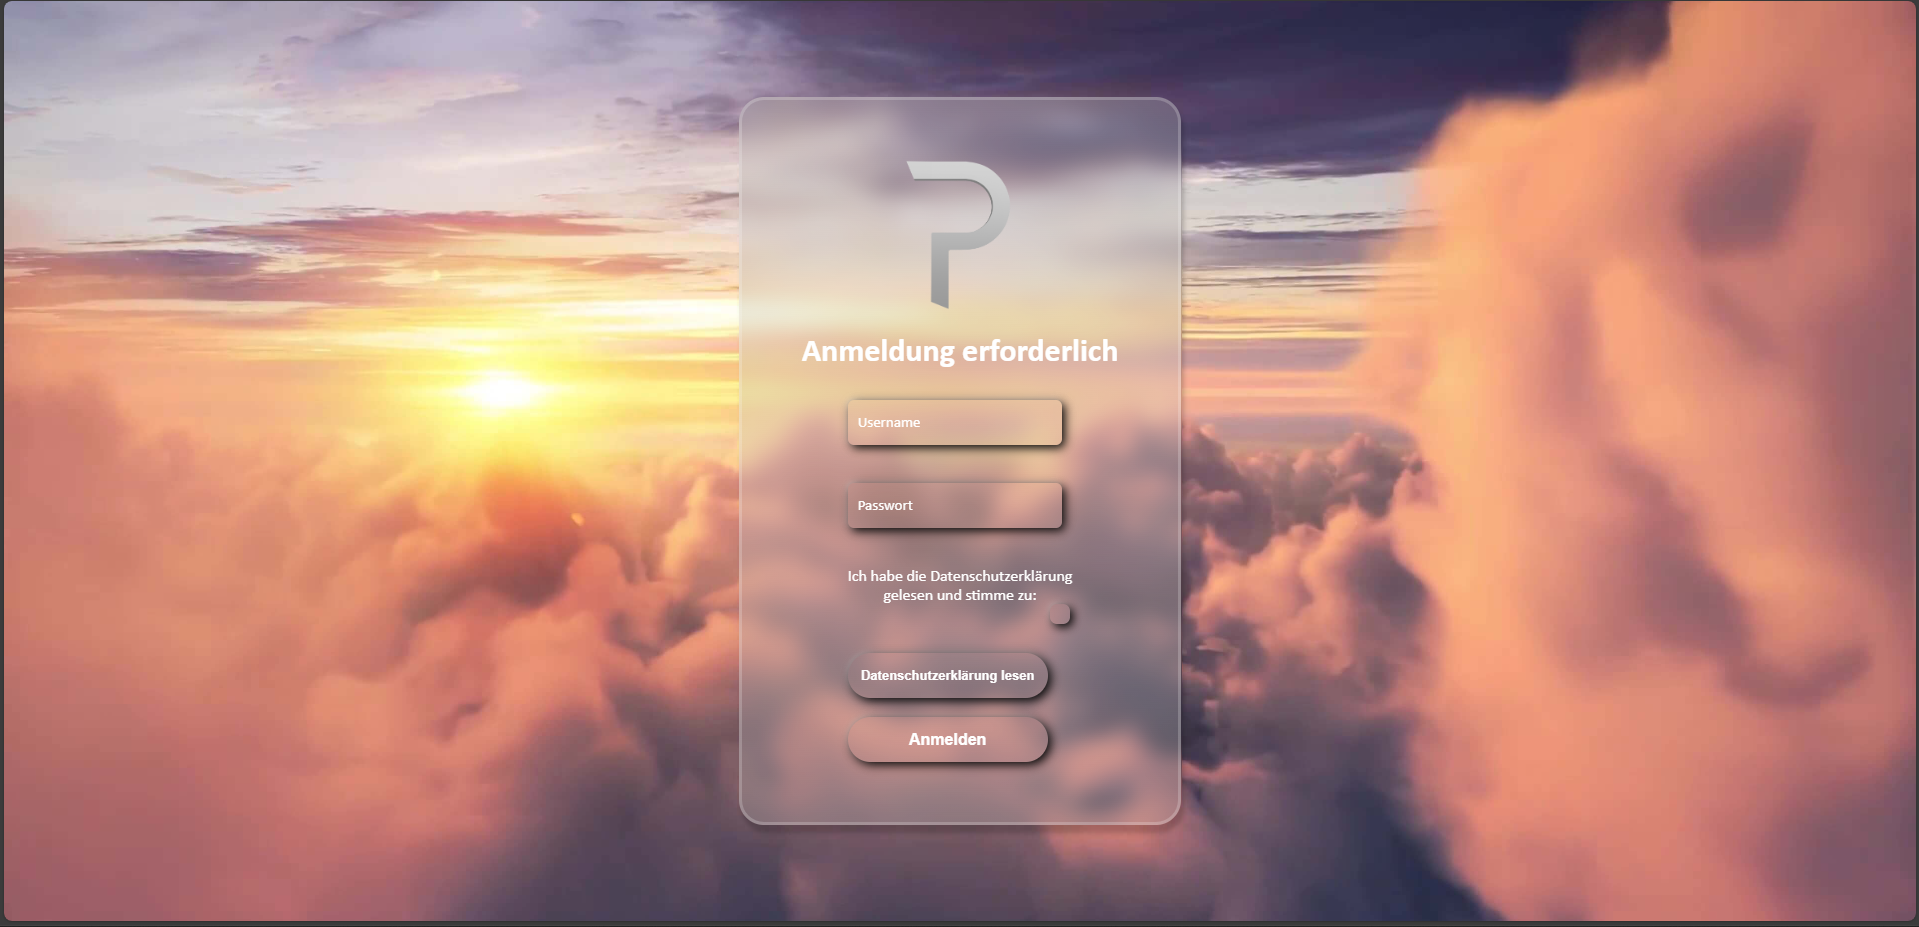 P
Anmeldung erforderlich
Username
Passwort
Ich habe die Datenschutzerklärung
gelesen und stimme zu:
Datenschutzerklärung lesen
Anmelden